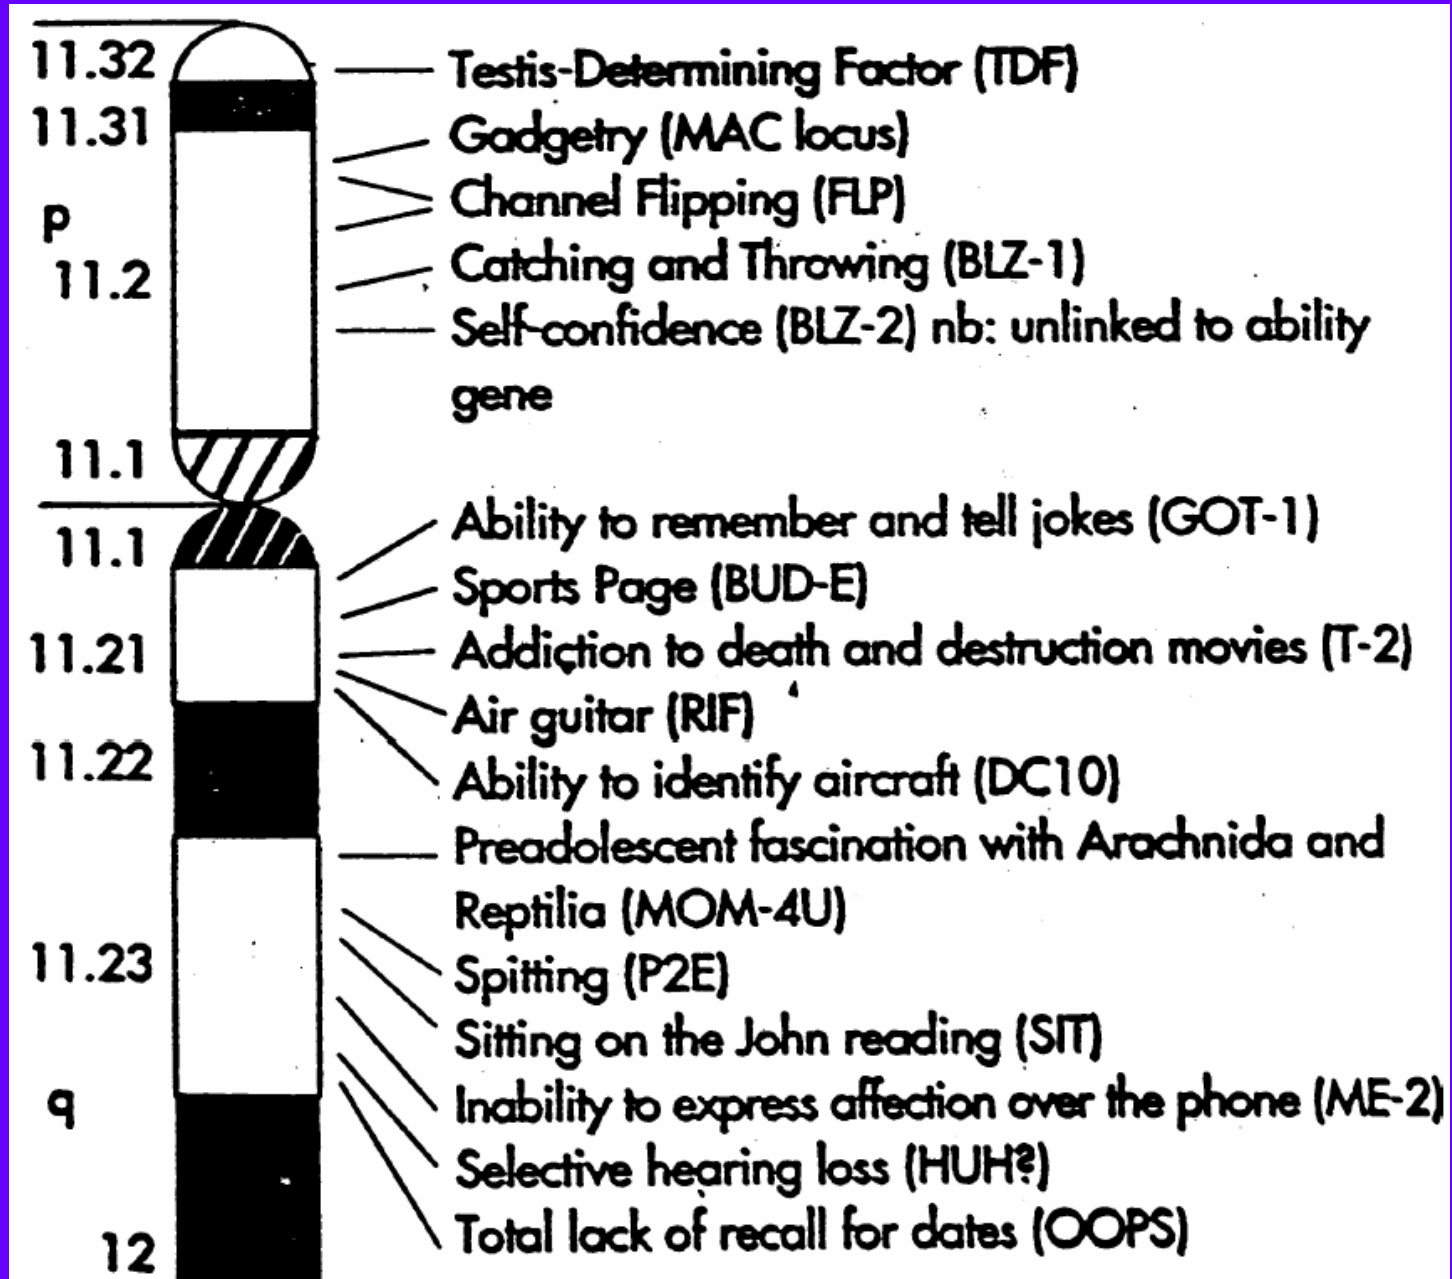 11.32
Testis-Determining Factor (TDF)
11.31
Gadgetry (MAC locus)
p
Channel Flipping (FLP)
11.2
Catching and Throwing (BLZ-1)
Self-confidence (BLZ-2) nb: unlinked to ability
gene
11.1
11.1
Ability to remember and tell jokes (GOT-1)
Sports Page (BUD-E)
11.21
Addiction to death and destruction movies (T-2)
Air guitar (RIF)
11.22
Ability to identify aircraft (DC10)
Preadolescent fascination with Arachnida and
Reptilia (MOM-4U)
11.23
Spitting (P2E)
Sitting on the John reading (SIT)
q
Inability to express affection over the phone (ME-2)
Selective hearing loss (HUH?)
12
Total lack of recall for dates (OOPS)